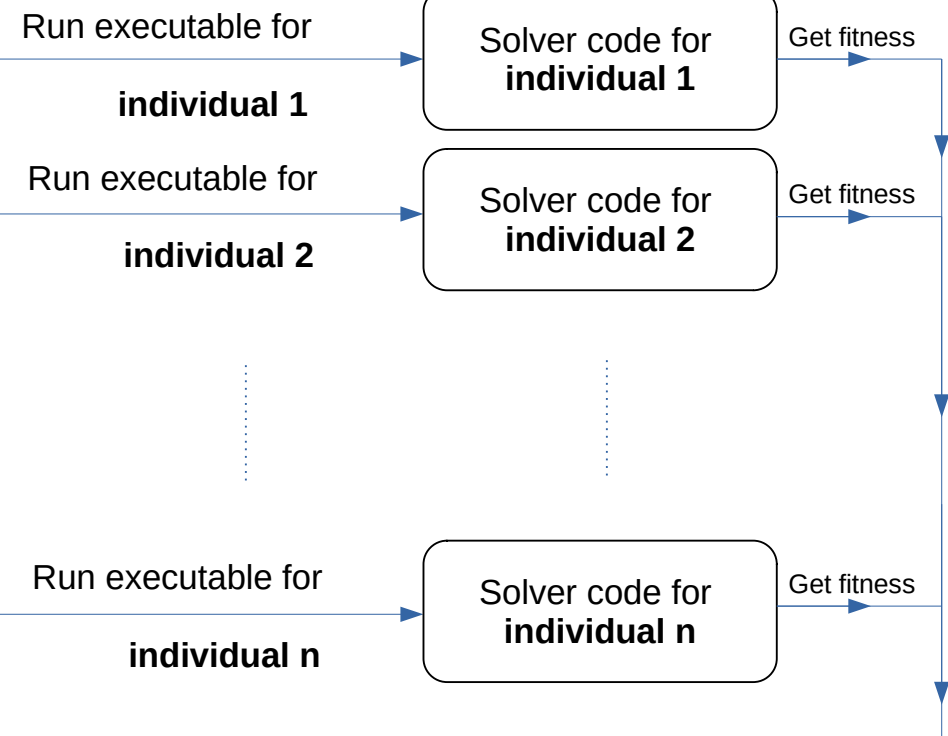 Run executable for
individual 1
Solver code for
individual 1
Get fitness
Run executable for
individual 2
Solver code for
individual 2
Get fitness
Run executable for
individual n
Solver code for
individual n
Get fitness